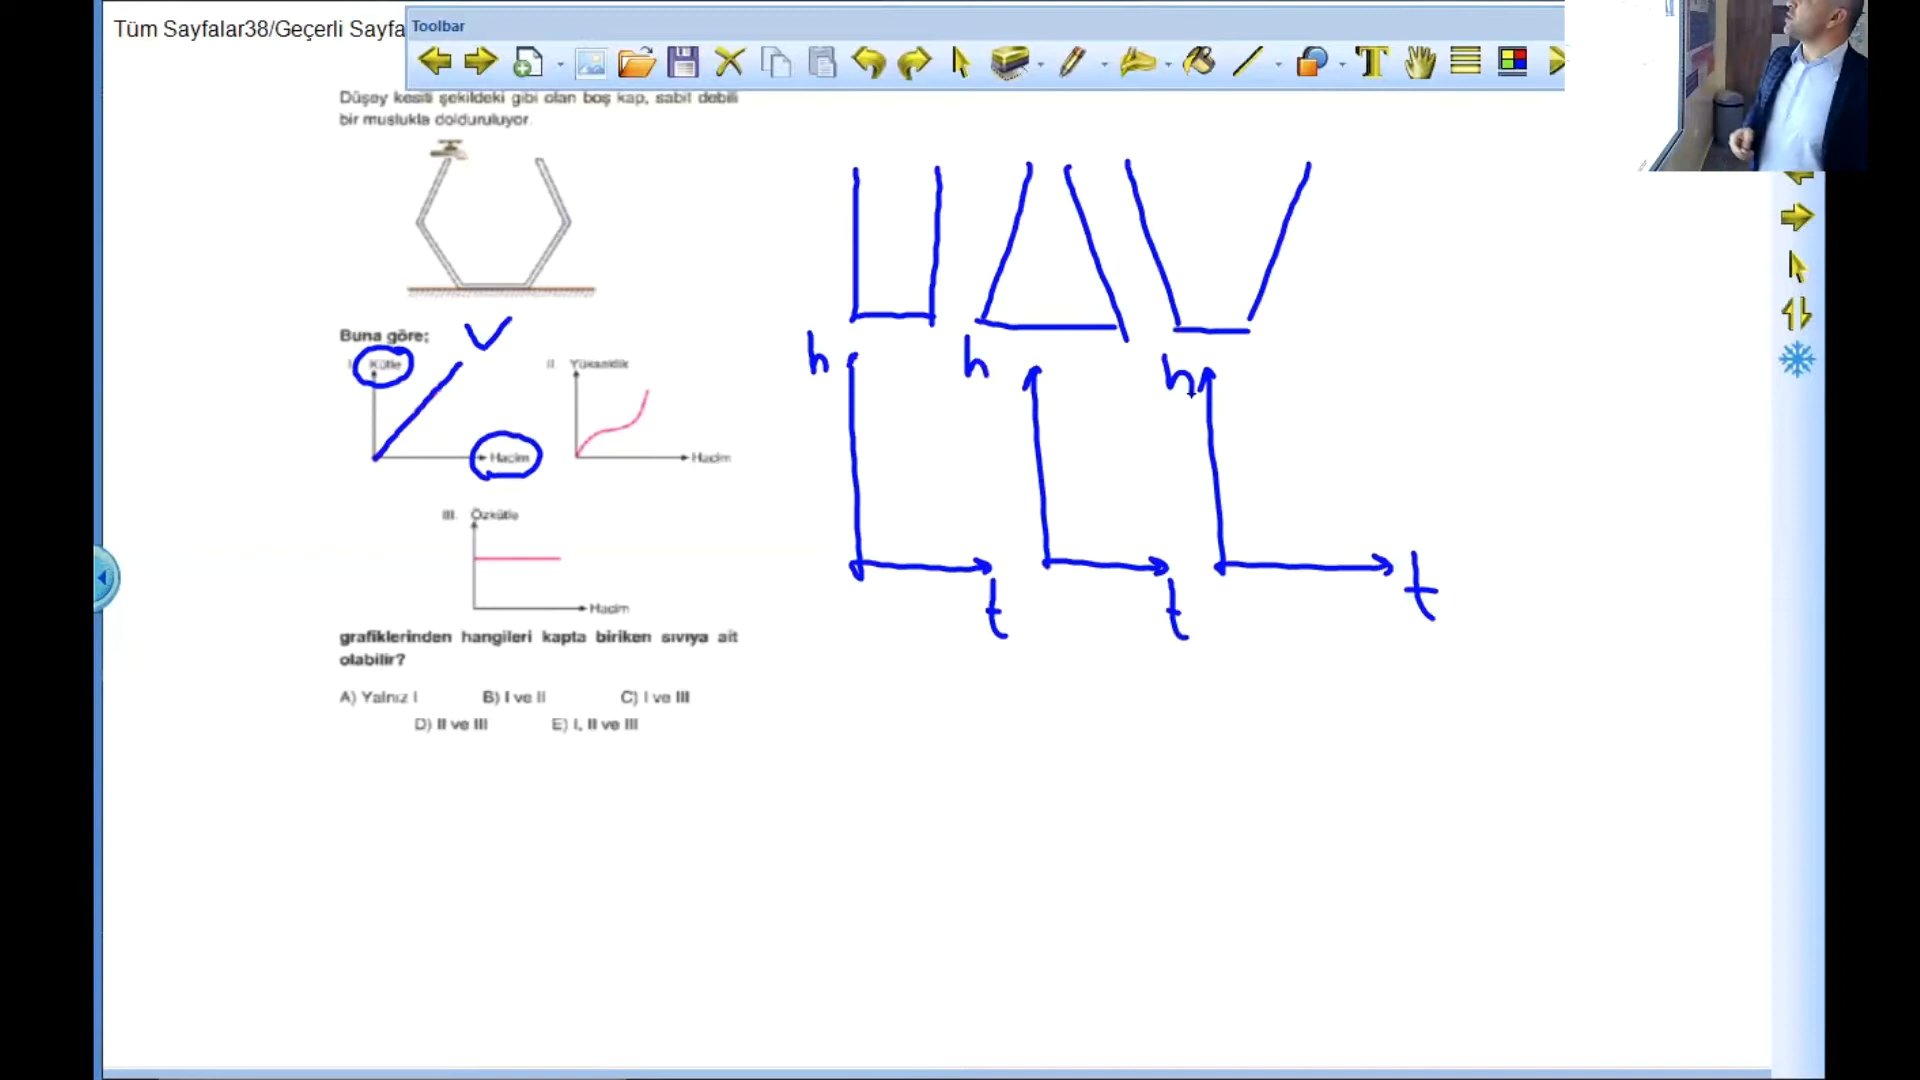 Tüm Sayfalar38/Geçerli Sayfa
Toolbar
Düşey kesiti şekildeki gibi olan boş kap, sabit debili
bir muslukla dolduruluyor.
Buna göre;
I. Kütle
Hacim
II. Yükseklik
Hacim
III. Özkütle
Hacim
grafiklerinden hangileri kapta biriken sıvıya ait
olabilir?
A) Yalnız I B) I ve II C) I ve III
D) II ve III E) I, II ve III
h h h
t t t